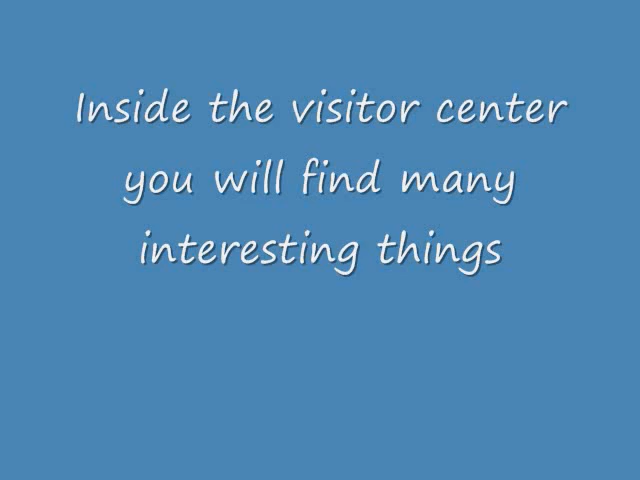 Inside the visitor center
you will find many
interesting things